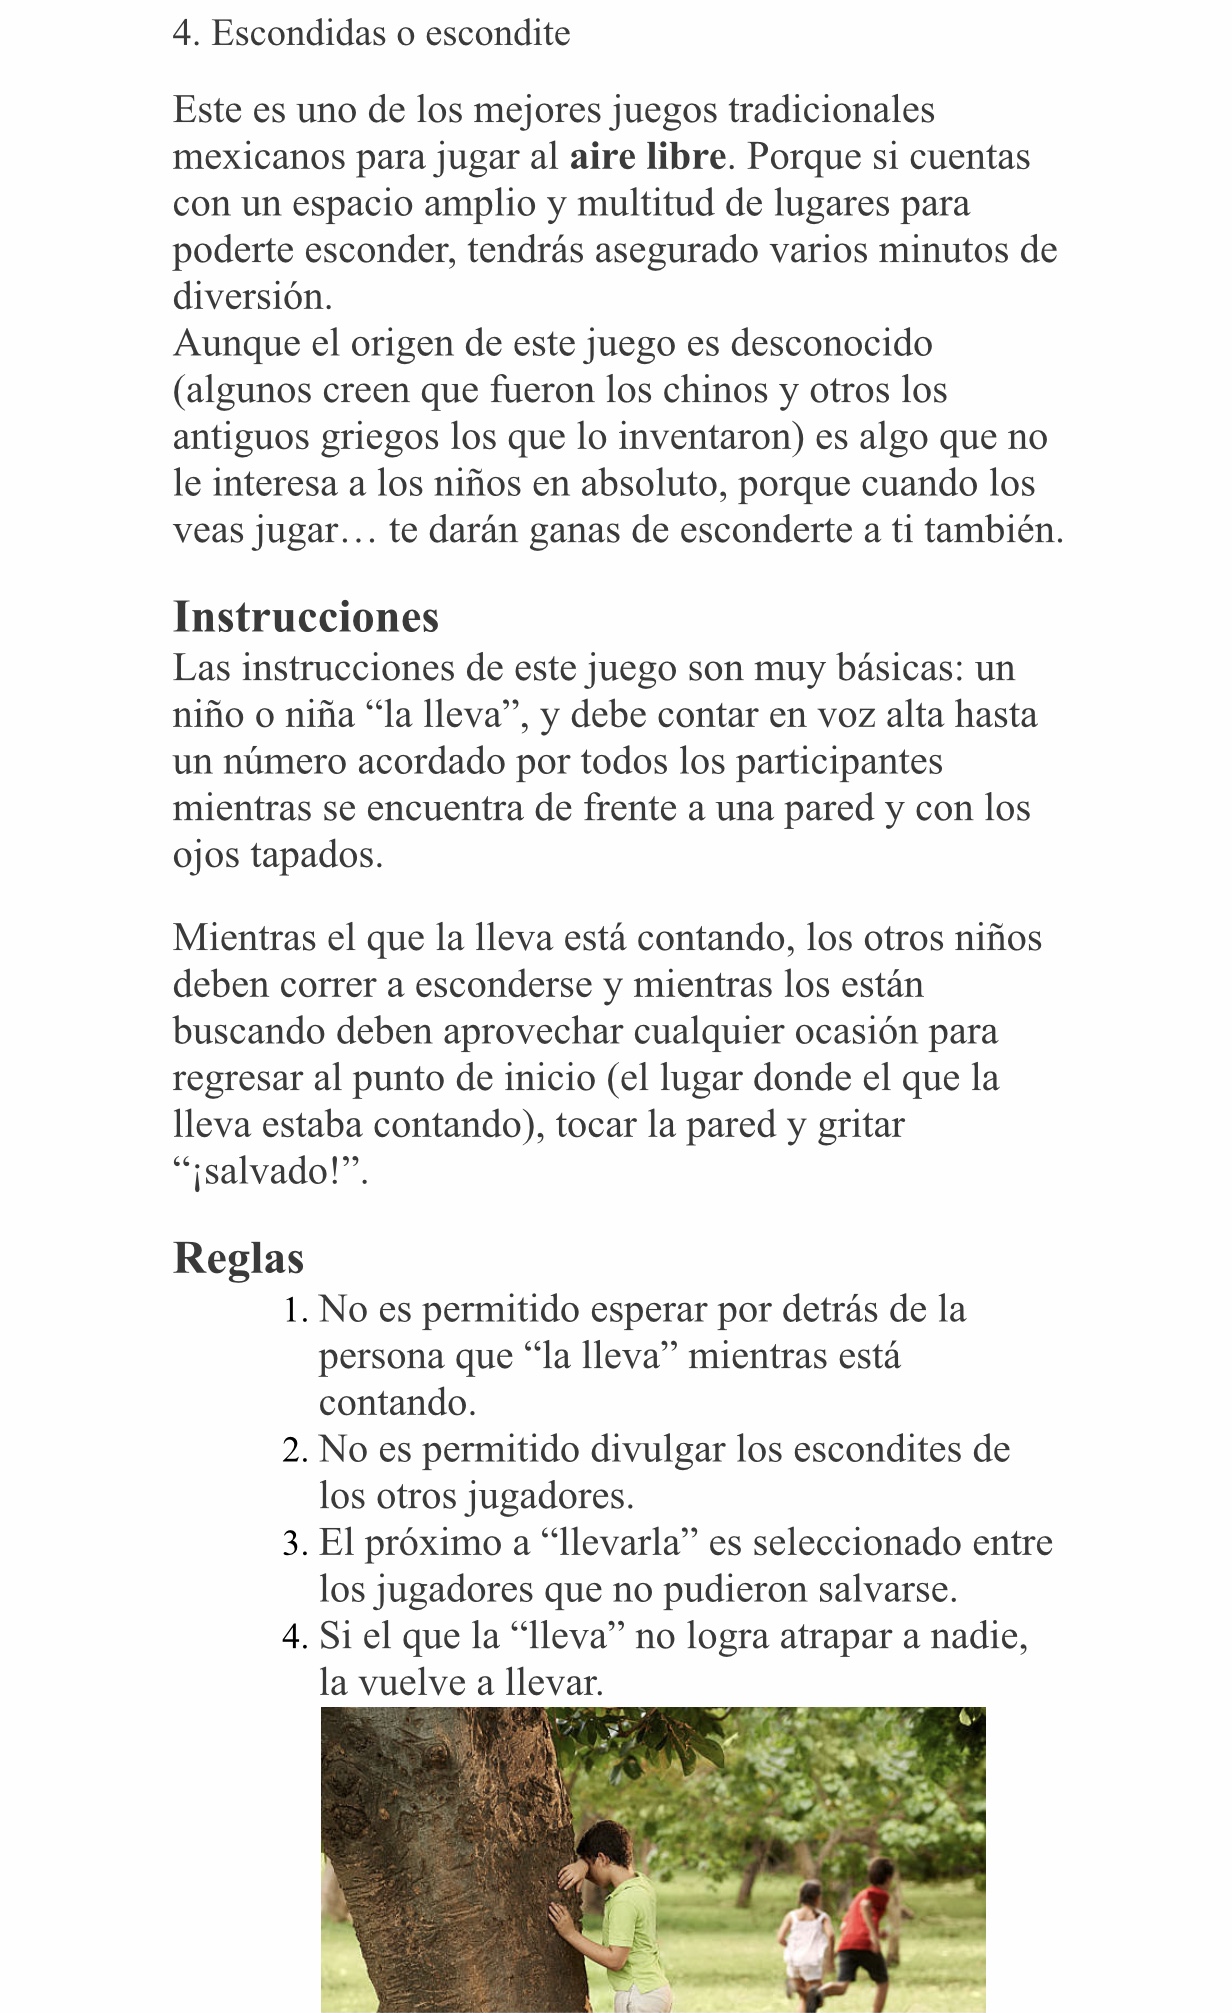 4. Escondidas o escondite
Este es uno de los mejores juegos tradicionales
mexicanos para jugar al aire libre. Porque si cuentas
con un espacio amplio y multitud de lugares para
poderte esconder, tendrás asegurado varios minutos de
diversión.
Aunque el origen de este juego es desconocido
(algunos creen que fueron los chinos y otros los
antiguos griegos los que lo inventaron) es algo que no
le interesa a los niños en absoluto, porque cuando los
veas jugar… te darán ganas de esconderte a ti también.
Instrucciones
Las instrucciones de este juego son muy básicas: un
niño o niña “la lleva”, y debe contar en voz alta hasta
un número acordado por todos los participantes
mientras se encuentra de frente a una pared y con los
ojos tapados.
Mientras el que la lleva está contando, los otros niños
deben correr a esconderse y mientras los están
buscando deben aprovechar cualquier ocasión para
regresar al punto de inicio (el lugar donde el que la
lleva estaba contando), tocar la pared y gritar
“¡salvado!”.
Reglas
1. No es permitido esperar por detrás de la
persona que “la lleva” mientras está
contando.
2. No es permitido divulgar los escondites de
los otros jugadores.
3. El próximo a “llevarla” es seleccionado entre
los jugadores que no pudieron salvarse.
4. Si el que la “lleva” no logra atrapar a nadie,
la vuelve a llevar.